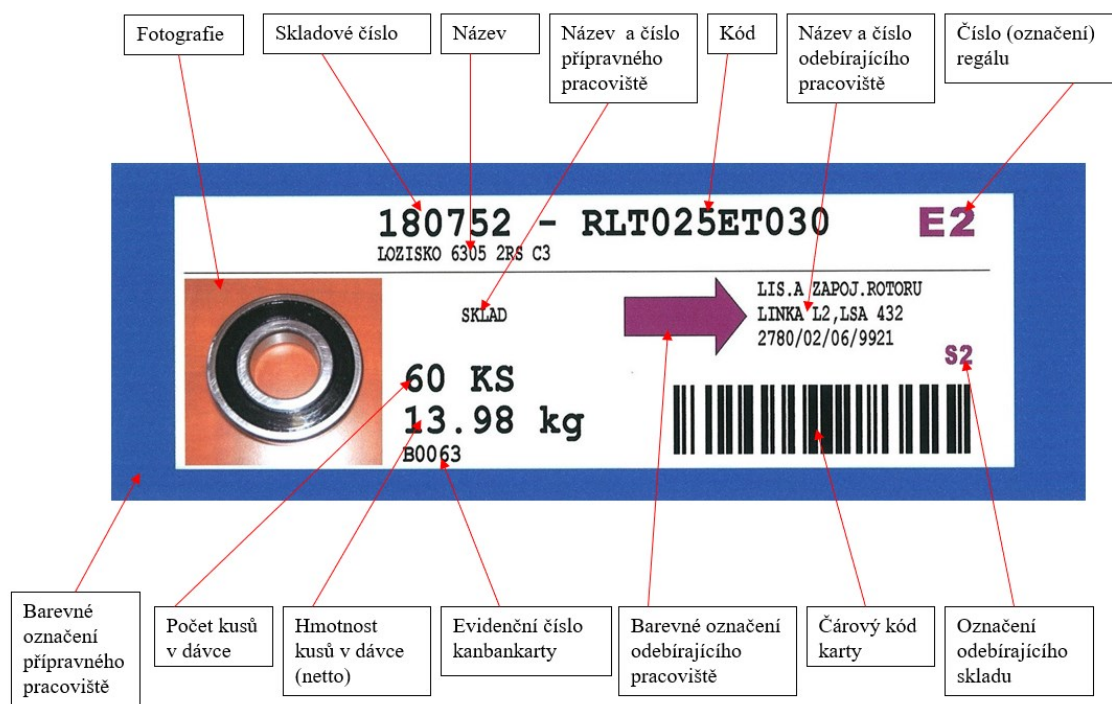 Fotografie
Skladové číslo
Název
Název a číslo
přípravného
pracoviště
Kód
Název a číslo
odebírajícího
pracoviště
Číslo (označení)
regálu
180752 - RLT025ET030
E2
LOZISKO 6305 2RS C3
SKLAD
LIS.A ZAPOJ.ROTORU
LINKA L2,LSA 432
2780/02/06/9921
S2
60 KS
13.98 kg
B0063
Barevné
označení
přípravného
pracoviště
Počet kusů
v dávce
Hmotnost
kusů v dávce
(netto)
Evidenční číslo
kanbankarty
Barevné označení
odebírajícího
pracoviště
Čárový kód
karty
Označení
odebírajícího
skladu